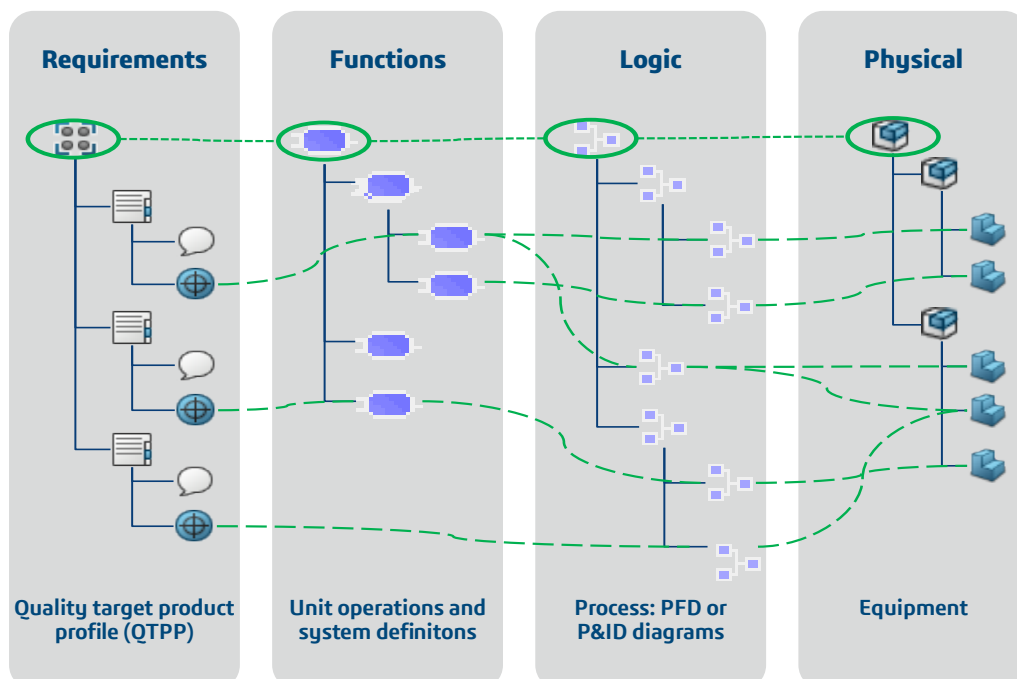 Requirements
Functions
Logic
Physical
Quality target product
profile (QTPP)
Unit operations and
system definitons
Process: PFD or
P&ID diagrams
Equipment